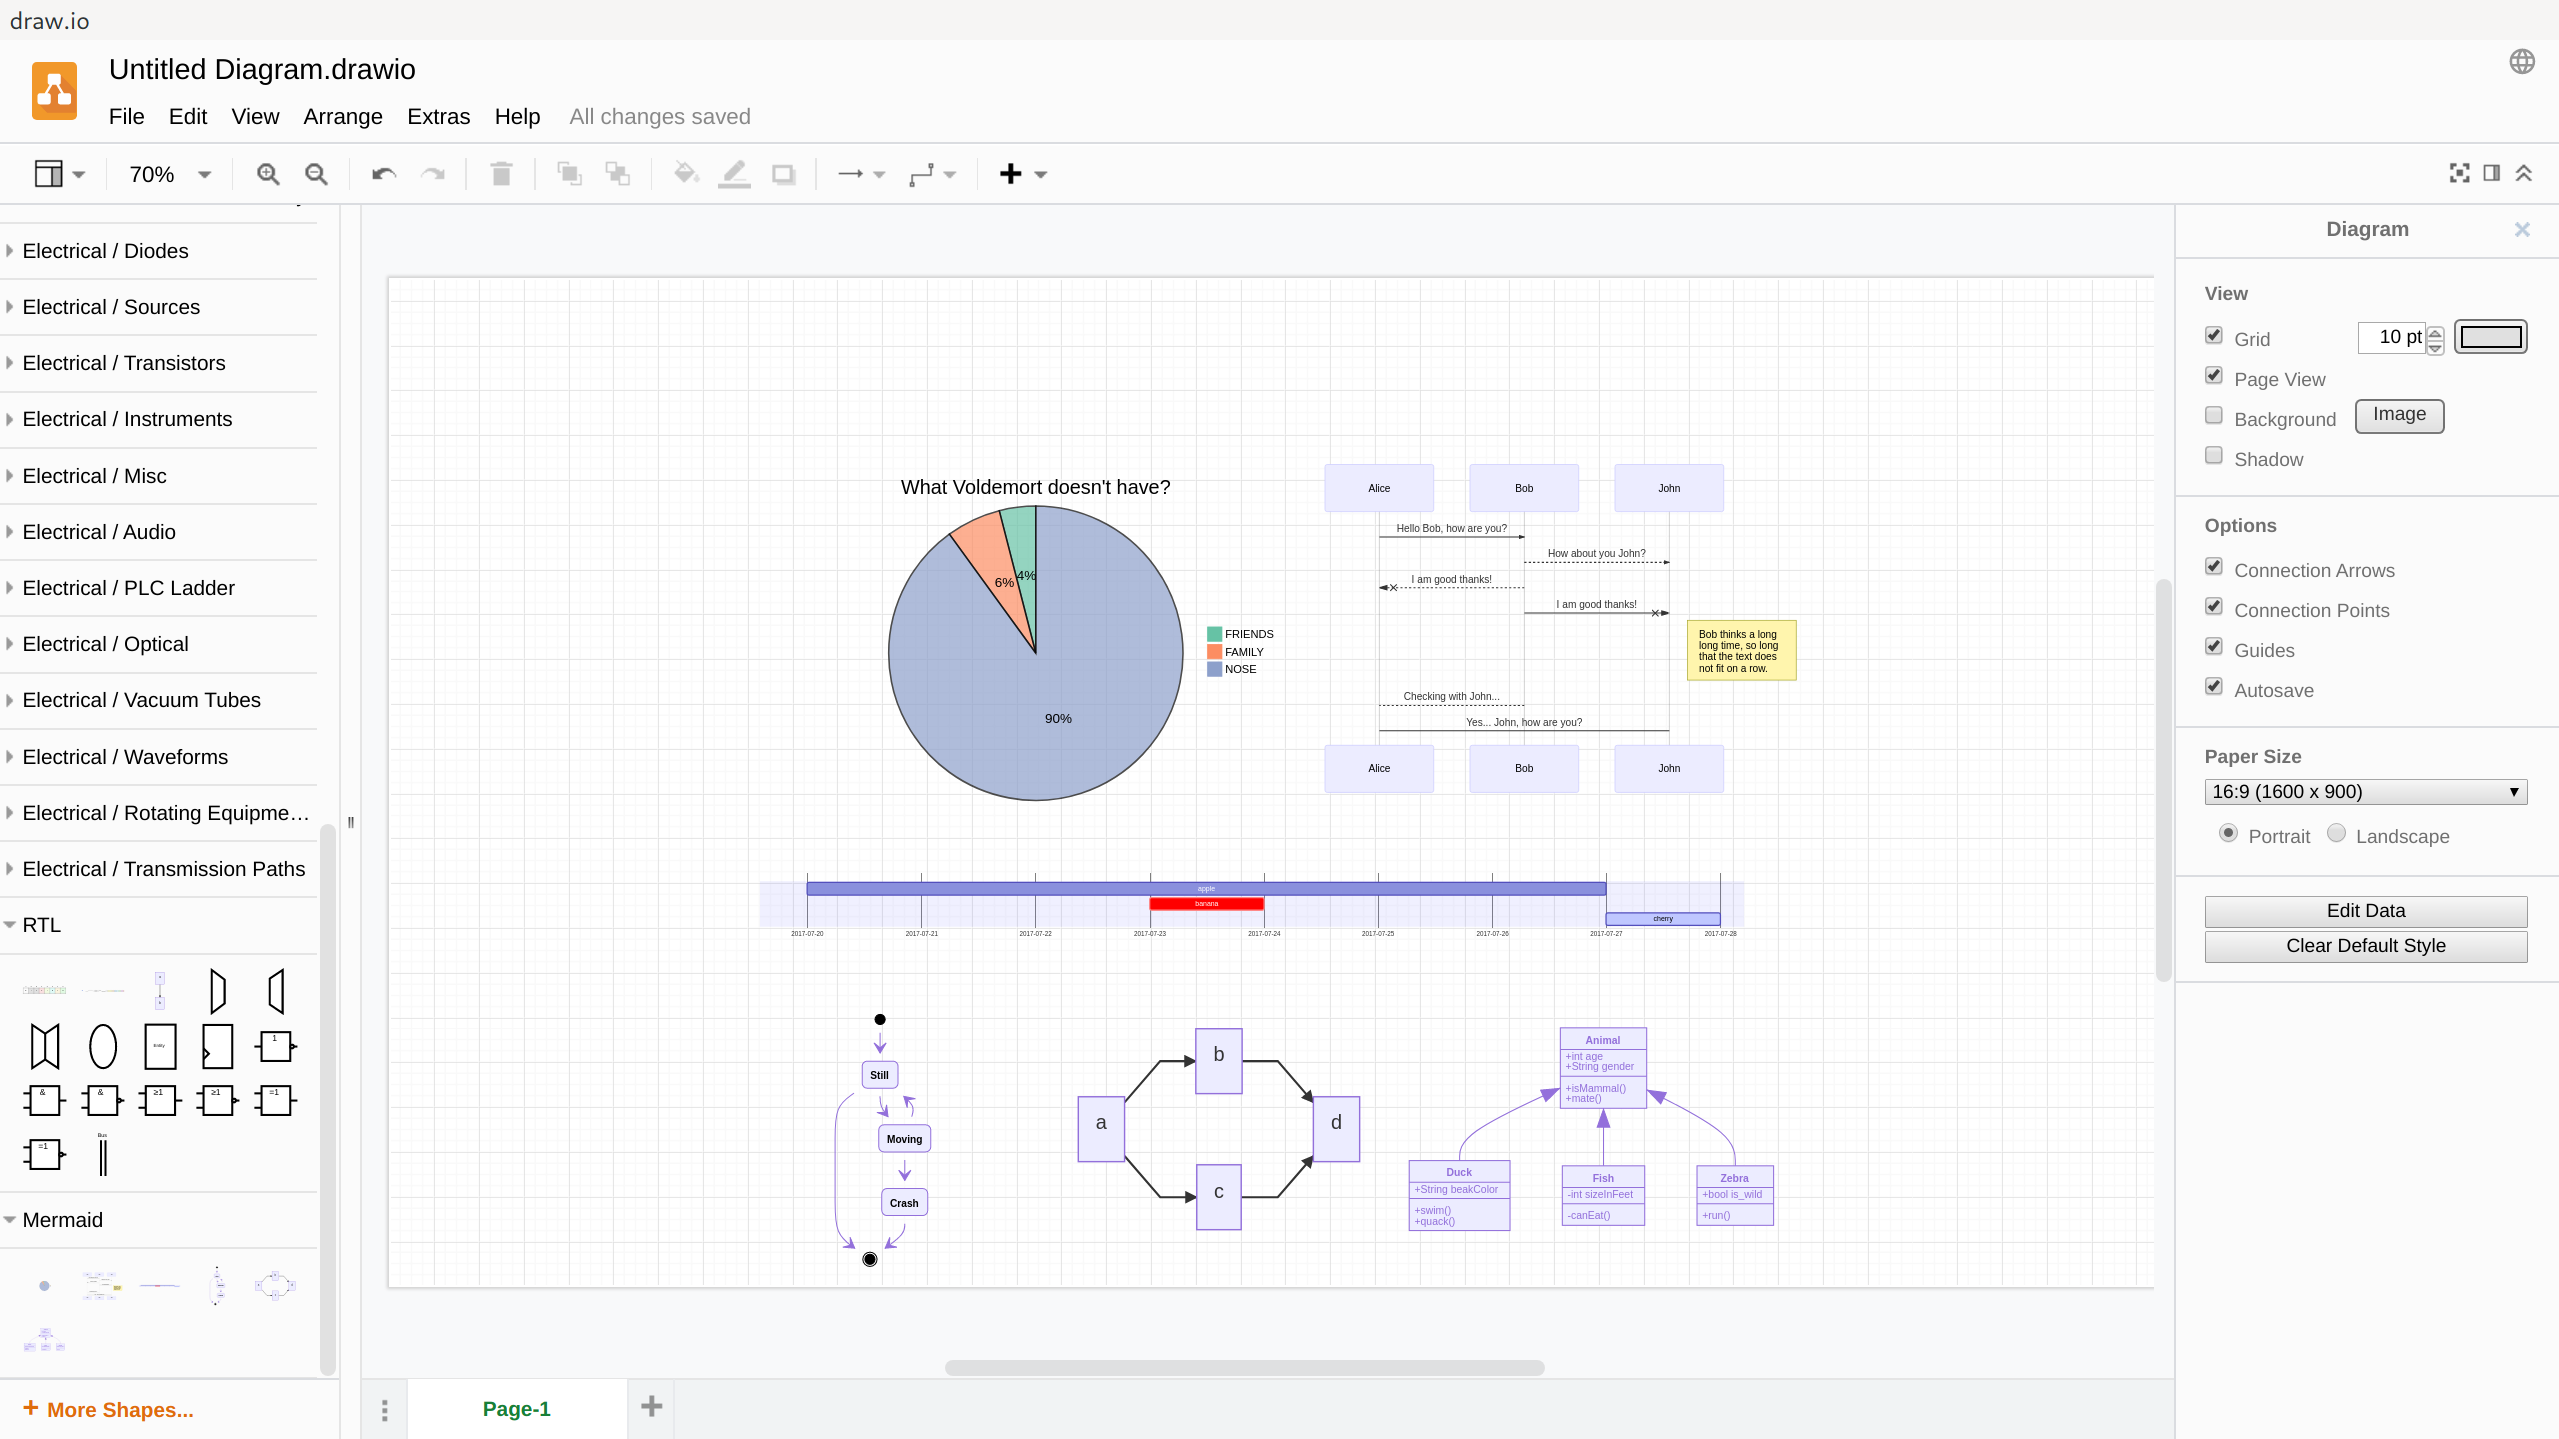 draw.io
Untitled Diagram.drawio
File Edit View Arrange Extras Help All changes saved
70%
Electrical / Diodes
Electrical / Sources
Electrical / Transistors
Electrical / Instruments
Electrical / Misc
Electrical / Audio
Electrical / PLC Ladder
Electrical / Optical
Electrical / Vacuum Tubes
Electrical / Waveforms
Electrical / Rotating Equipme...
Electrical / Transmission Paths
RTL
Entity
1
&
&
≥1
≥1
=1
=1
Bus
Mermaid
+ More Shapes...
What Voldemort doesn't have?
6%
4%
90%
FRIENDS
FAMILY
NOSE
Alice Bob John
Hello Bob, how are you?
How about you John?
I am good thanks!
I am good thanks!
Bob thinks a long
long time, so long
that the text does
not fit on a row.
Checking with John...
Yes... John, how are you?
Alice Bob John
apple
banana
cherry
2017-07-20 2017-07-21 2017-07-22 2017-07-23 2017-07-24 2017-07-25 2017-07-26 2017-07-27 2017-07-28
Still
Moving
Crash
a
b
c
d
Animal
+int age
+String gender
+isMammal()
+mate()
Duck
+String beakColor
+swim()
+quack()
Fish
-int sizeInFeet
-canEat()
Zebra
+bool is_wild
+run()
Page-1
Diagram
View
Grid 10 pt
Page View
Background Image
Shadow
Options
Connection Arrows
Connection Points
Guides
Autosave
Paper Size
16:9 (1600 x 900)
Portrait Landscape
Edit Data
Clear Default Style